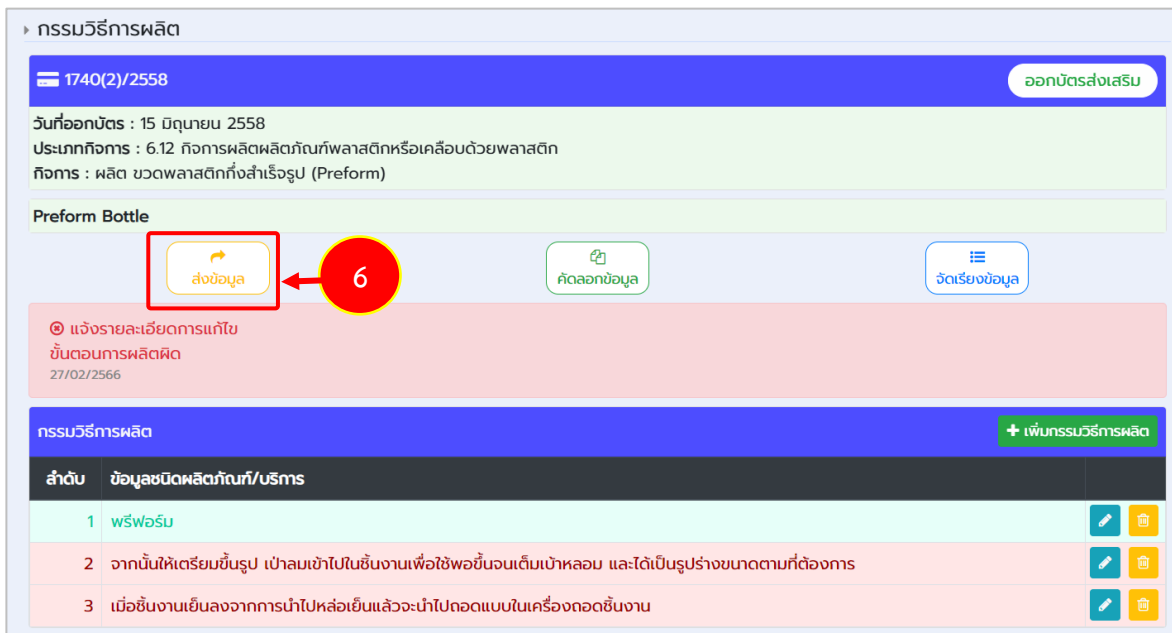 กรรมวิธีการผลิต
1740(2)/2558
ออกบัตรส่งเสริม
วันที่ออกบัตร : 15 มิถุนายน 2558
ประเภทกิจการ : 6.12 กิจการผลิตผลิตภัณฑ์พลาสติกหรือเคลือบด้วยพลาสติก
กิจการ : ผลิต ขวดพลาสติกกึ่งสำเร็จรูป (Preform)
Preform Bottle
ส่งข้อมูล
6
คัดลอกข้อมูล
จัดเรียงข้อมูล
แจ้งรายละเอียดการแก้ไข
ขั้นตอนการผลิตผิด
27/02/2566
กรรมวิธีการผลิต
+ เพิ่มกรรมวิธีการผลิต
ลำดับ ข้อมูลชนิดผลิตภัณฑ์/บริการ
1 พรีฟอร์ม
2 จากนั้นให้เตรียมขึ้นรูป เป่าลมเข้าไปในชิ้นงานเพื่อใช้พอขึ้นจนเต็มเบ้าหลอม และได้เป็นรูปร่างขนาดตามที่ต้องการ
3 เมื่อชิ้นงานเย็นลงจากการนำไปหล่อเย็นแล้วจะนำไปถอดแบบในเครื่องถอดชิ้นงาน